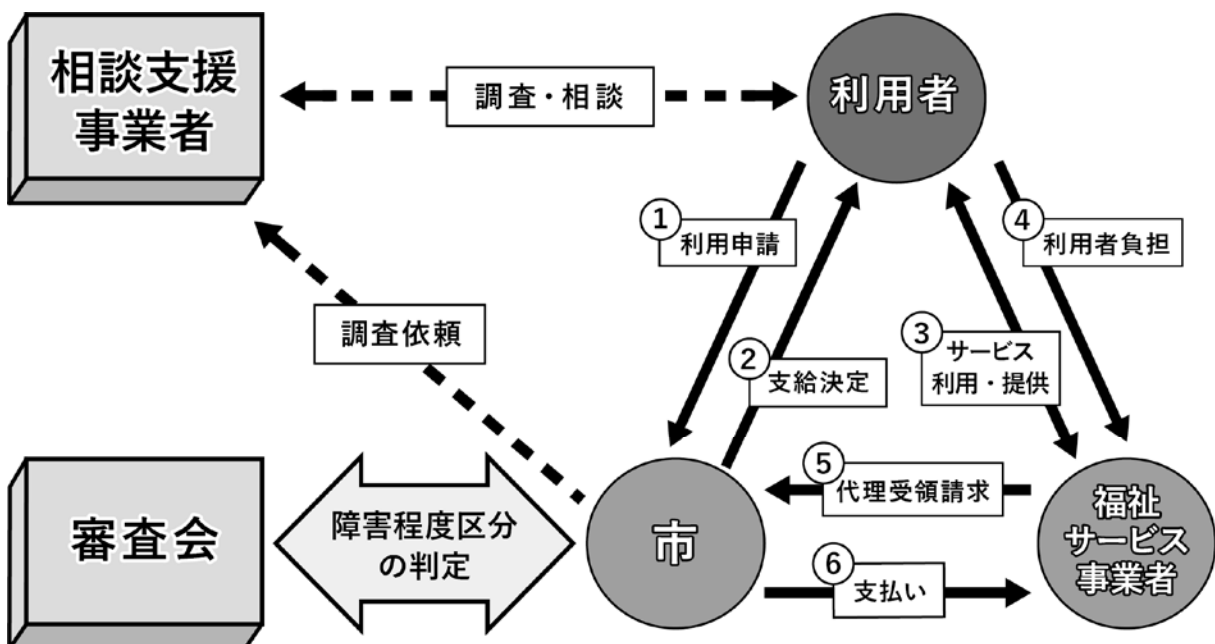 相談支援
事業者
調査・相談
利用者
① 利用申請
② 支給決定
③ サービス
利用・提供
④ 利用者負担
調査依頼
審査会
障害程度区分
の判定
市
⑤ 代理受領請求
⑥ 支払い
福祉
サービス
事業者